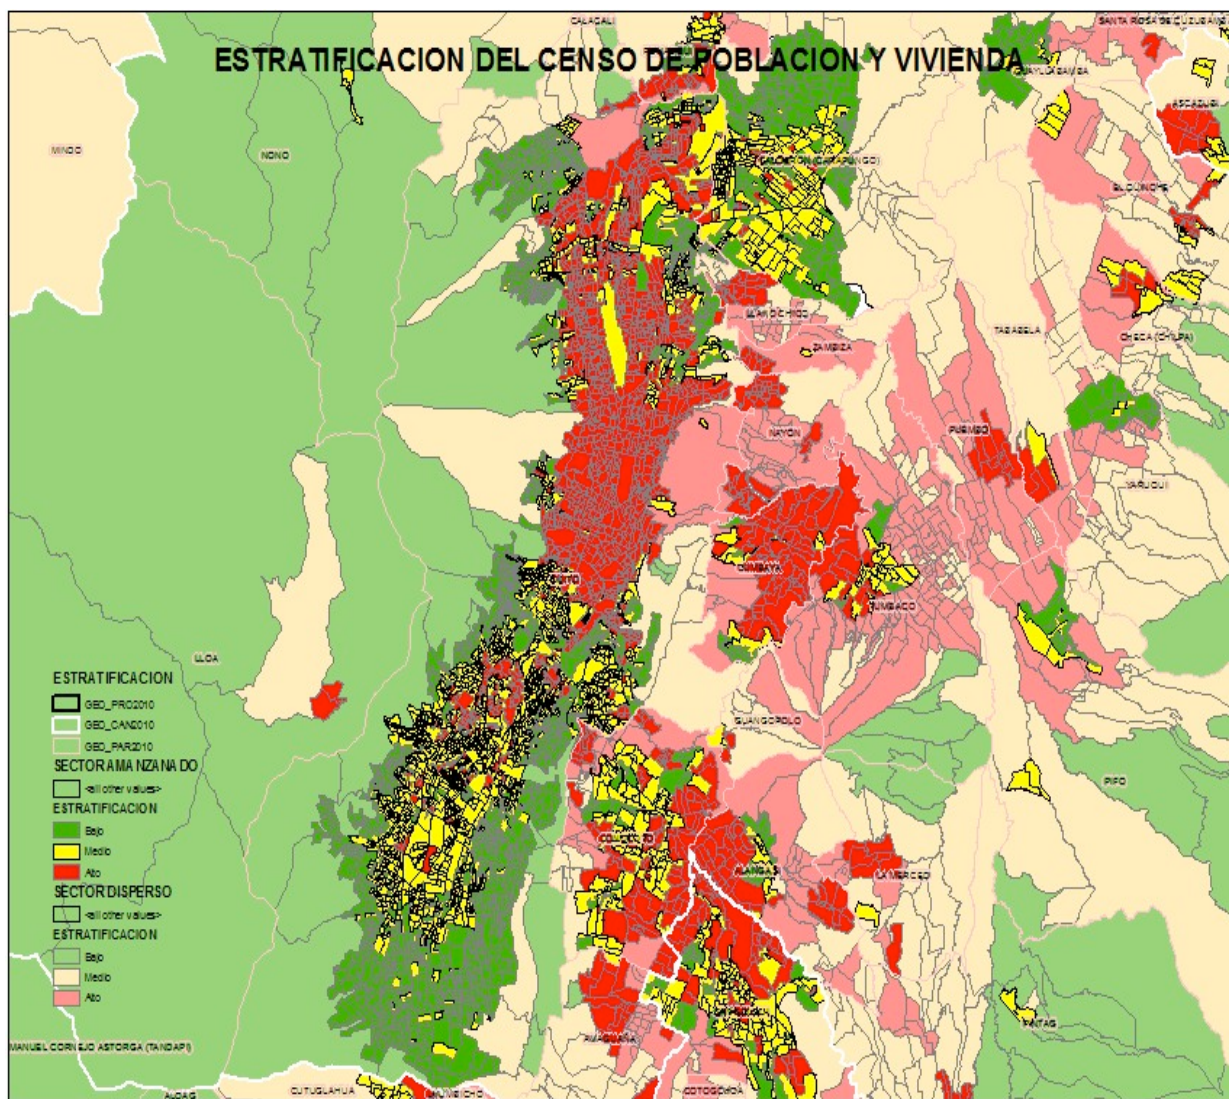 CALACALI
SANTA ROSA DE CUZUBAMBA
ESTRATIFICACION DEL CENSO DE POBLACION Y VIVIENDA
GUAYLLABAMBA
ASCAZUBI
MINDO
NONO
CALDERON (CARAPUNGO)
EL QUINCHE
LLANO CHICO
TABABELA
ZAMBIZA
CHECA (CHILPA)
NAYON
PUEMBO
YARUQUI
QUITO
CUMBAYA
TUMBACO
LLOA
GUANGOPOLO
PIFO
ESTRATIFICACION
GEO_PRO2010
GEO_CAN2010
GEO_PAR2010
SECTOR AMANZANADO
<all other values>
ESTRATIFICACION
Bajo
Medio
Alto
SECTOR DISPERSO
<all other values>
ESTRATIFICACION
Bajo
Medio
Alto
CONOCOTO
ALANGASI
LA MERCED
PINTAG
AMAGUAÑA
MANUEL CORNEJO ASTORGA (TANDAPI)
ALOAG
CUTUGLAHUA
UYUMBICHO
COTOGCHOA